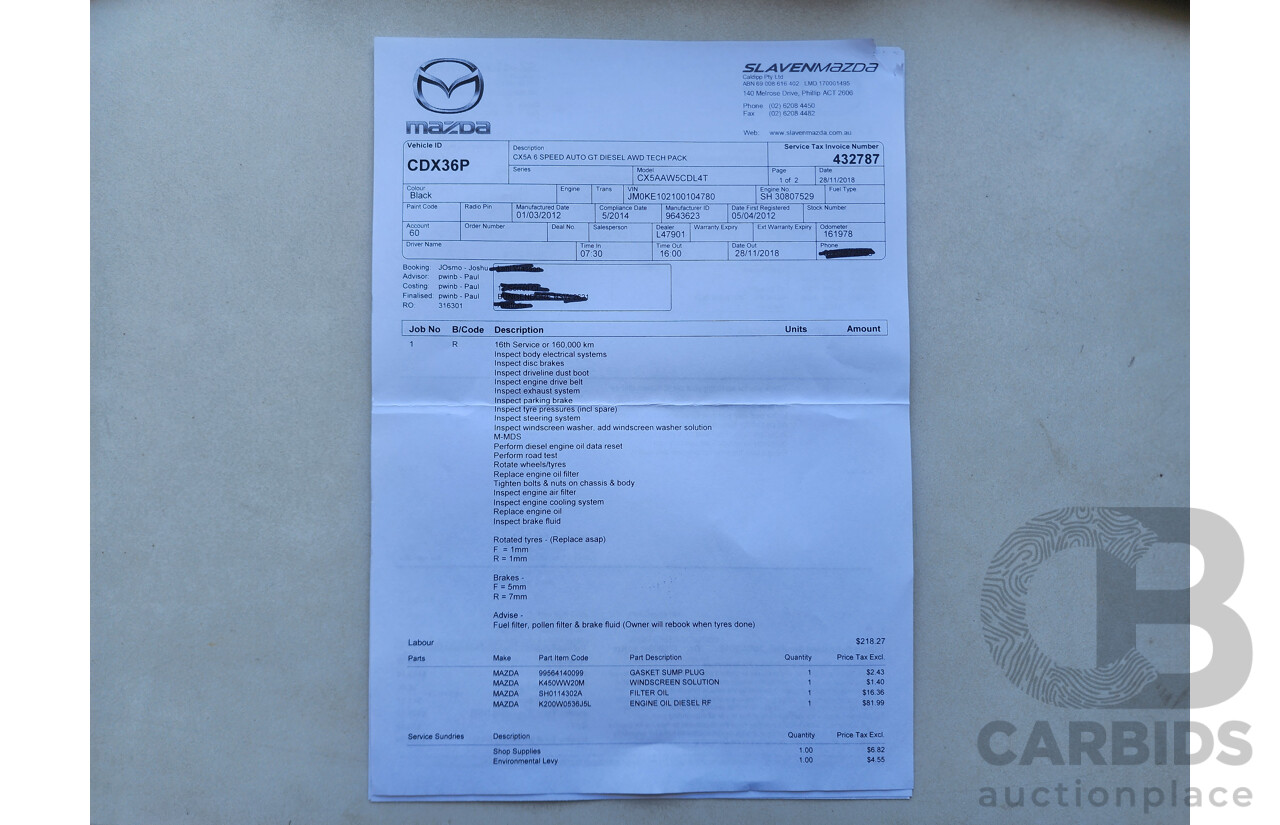 mazda
SLAVENmazda
Caldipp Pty Ltd
ABN 69 008 616 402 LMD 170001495
140 Melrose Drive, Phillip ACT 2606
Phone (02) 6208 4450
Fax (02) 6208 4482
Web: www.slavenmazda.com.au
Vehicle ID Description Service Tax Invoice Number
CDX36P CX5A 6 SPEED AUTO GT DIESEL AWD TECH PACK 432787
Series Model Page Date
CX5AAW5CDL4T 1 of 2 28/11/2018
Colour Engine Trans VIN Engine No. Fuel Type
Black JM0KE102100104780 SH 30807529
Paint Code Radio Pin Manufactured Date Compliance Date Manufacturer ID Date First Registered Stock Number
01/03/2012 5/2014 9643623 05/04/2012
Account Order Number Deal No. Salesperson Dealer Warranty Expiry Ext Warranty Expiry Odometer
60 L47901 161978
Driver Name Time In Time Out Date Out Phone
07:30 16:00 28/11/2018
Booking: JOsmo - Joshu
Advisor: pwinb - Paul
Costing: pwinb - Paul
Finalised: pwinb - Paul
RO: 316301
Job No B/Code Description Units Amount
1 R 16th Service or 160,000 km
Inspect body electrical systems
Inspect disc brakes
Inspect driveline dust boot
Inspect engine drive belt
Inspect exhaust system
Inspect parking brake
Inspect tyre pressures (incl spare)
Inspect steering system
Inspect windscreen washer, add windscreen washer solution
M-MDS
Perform diesel engine oil data reset
Perform road test
Rotate wheels/tyres
Replace engine oil filter
Tighten bolts & nuts on chassis & body
Inspect engine air filter
Inspect engine cooling system
Replace engine oil
Inspect brake fluid
Rotated tyres - (Replace asap)
F = 1mm
R = 1mm
Brakes -
F = 5mm
R = 7mm
Advise -
Fuel filter, pollen filter & brake fluid (Owner will rebook when tyres done)
Labour $218.27
Parts Make Part Item Code Part Description Quantity Price Tax Excl.
MAZDA 99564140099 GASKET SUMP PLUG 1 $2.43
MAZDA K450WW20M WINDSCREEN SOLUTION 1 $1.40
MAZDA SH0114302A FILTER OIL 1 $16.36
MAZDA K200W0536J5L ENGINE OIL DIESEL RF 1 $81.99
Service Sundries Description Quantity Price Tax Excl.
Shop Supplies 1.00 $6.82
Environmental Levy 1.00 $4.55
CB
CARBIDS
auctionplace